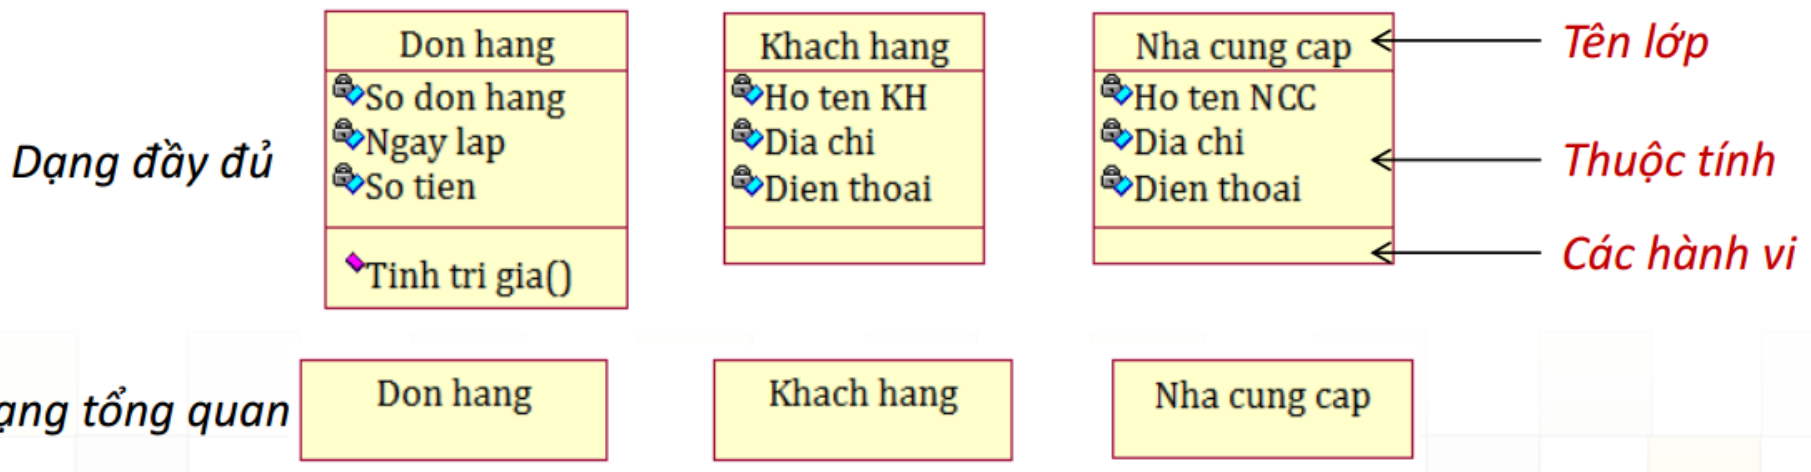 Don hang
So don hang
Ngay lap
So tien
Tinh tri gia()
Khach hang
Ho ten KH
Dia chi
Dien thoai
Nha cung cap
Ho ten NCC
Dia chi
Dien thoai
Tên lớp
Thuộc tính
Các hành vi
Dạng đầy đủ
ạng tổng quan
Don hang
Khach hang
Nha cung cap